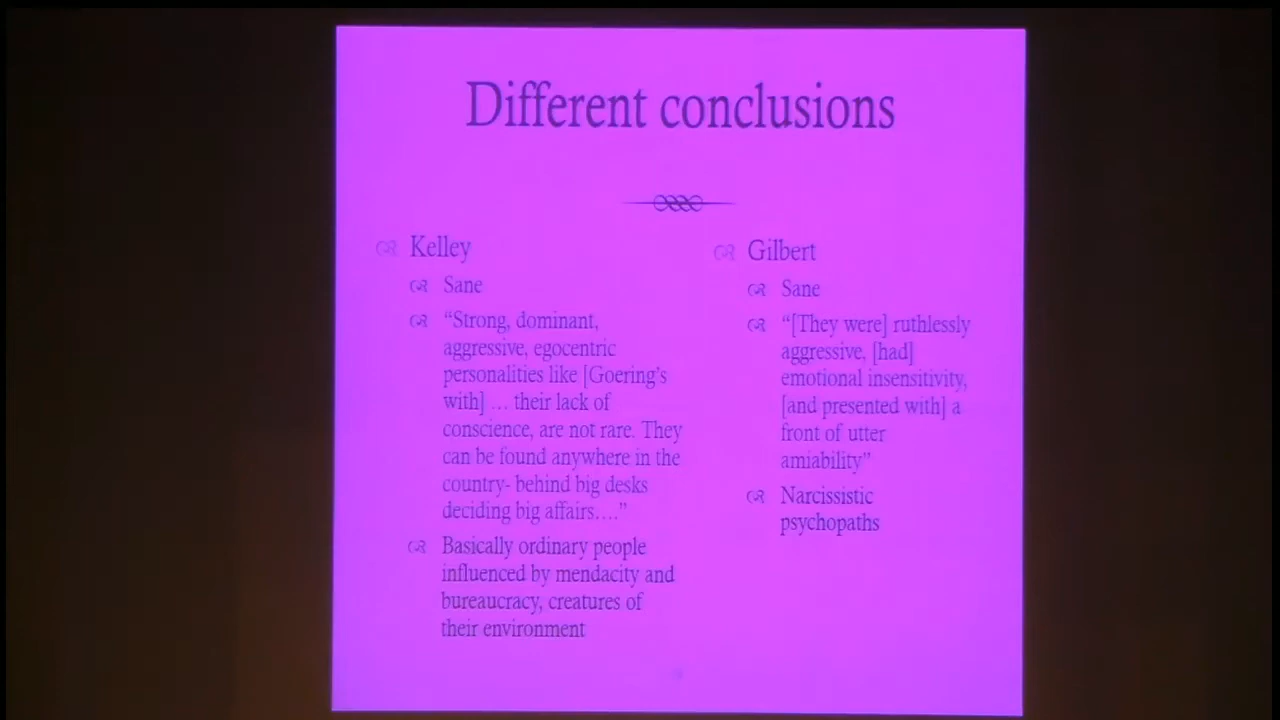 Different conclusions
Kelley
Sane
“Strong, dominant,
aggressive, egocentric
personalities like [Goering’s
with] … their lack of
conscience, are not rare. They
can be found anywhere in the
country- behind big desks
deciding big affairs….”
Basically ordinary people
influenced by mendacity and
bureaucracy, creatures of
their environment
Gilbert
Sane
“[They were] ruthlessly
aggressive, [had]
emotional insensitivity,
[and presented with] a
front of utter
amiability”
Narcissistic
psychopaths